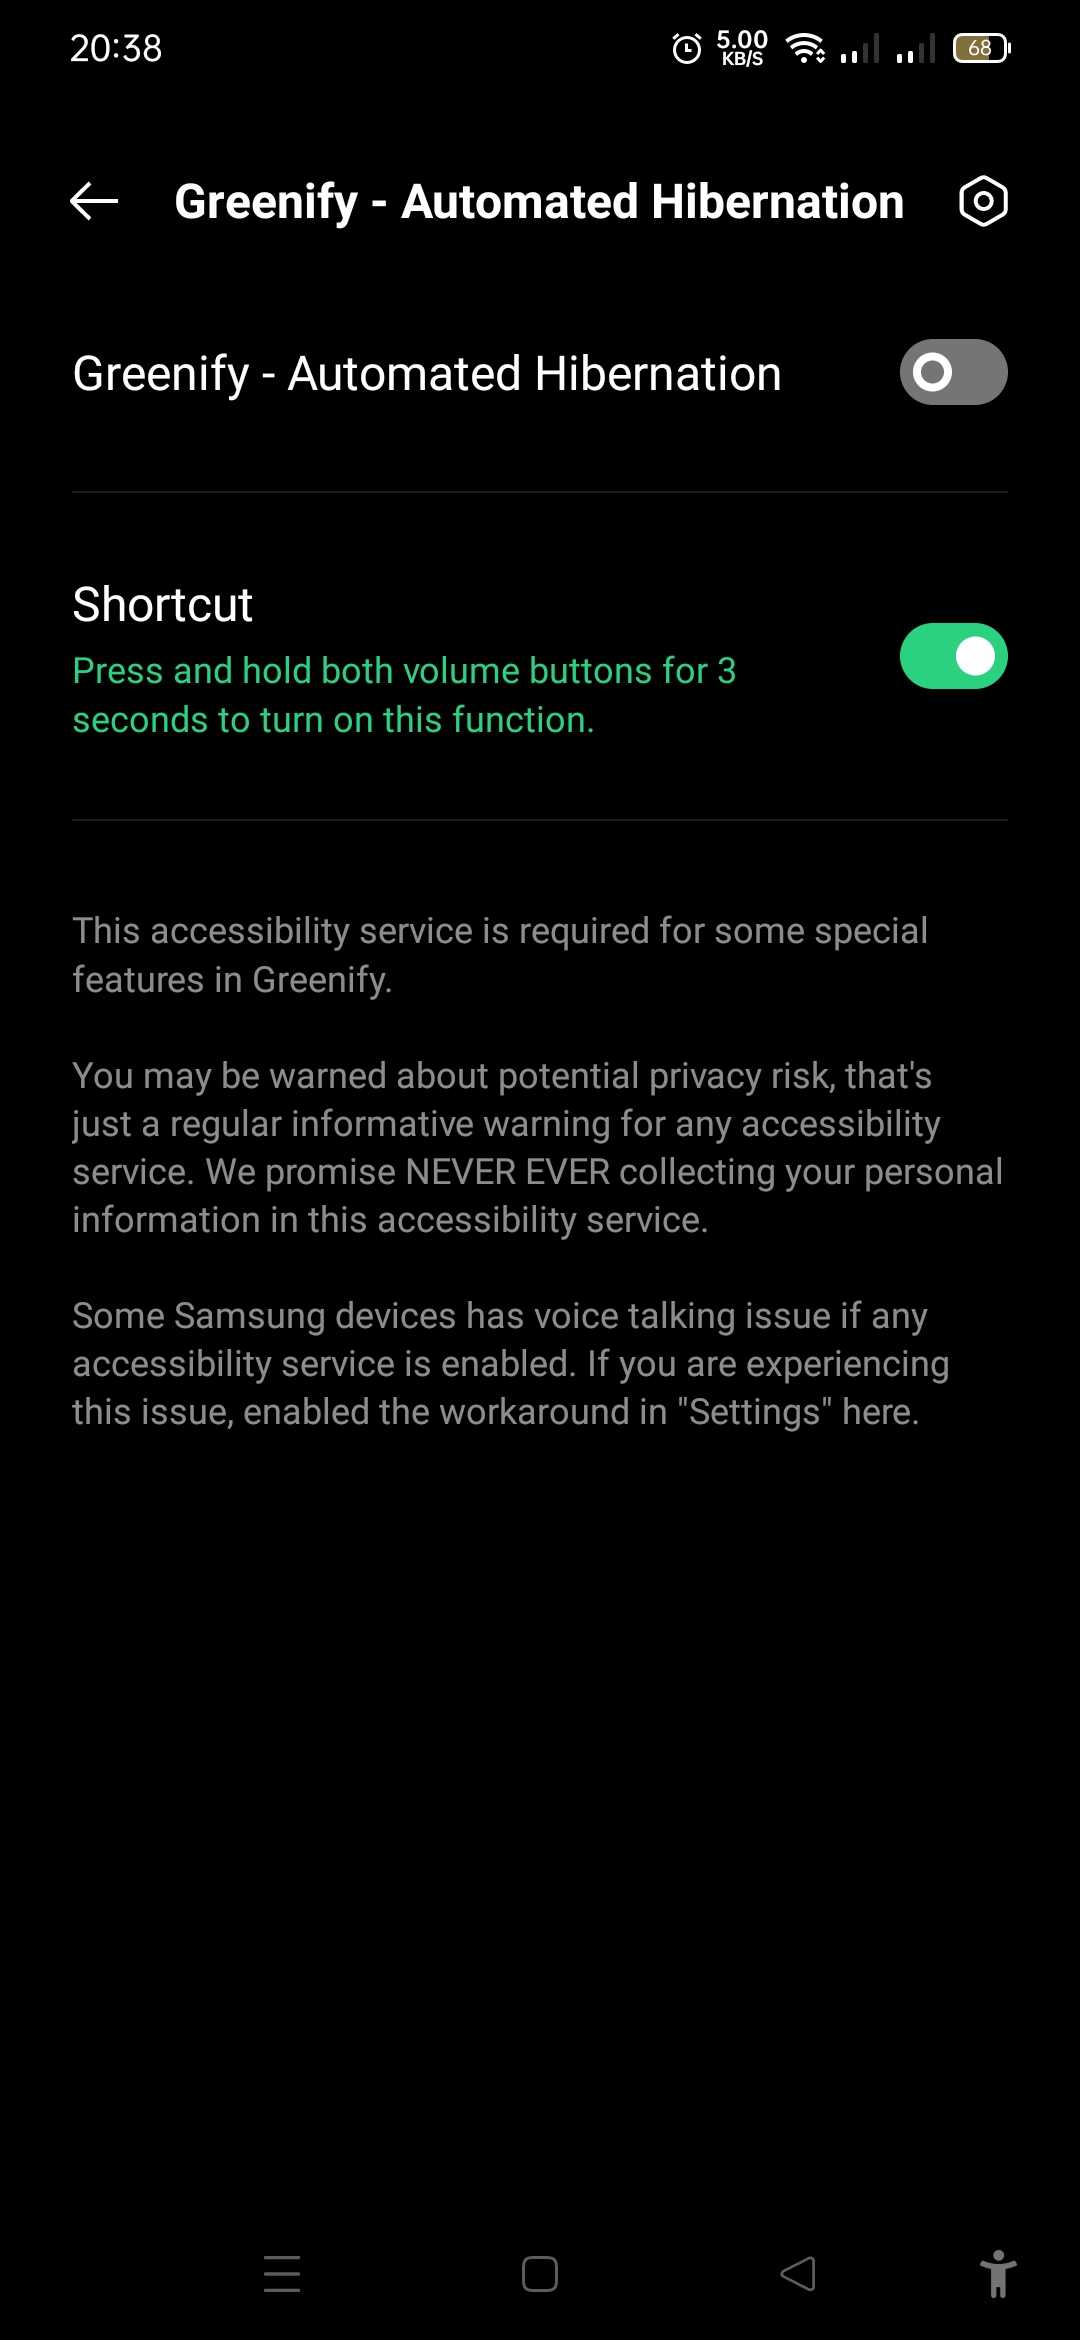 20:38
5.00
KB/S
68
Greenify - Automated Hibernation
Greenify - Automated Hibernation
Shortcut
Press and hold both volume buttons for 3
seconds to turn on this function.
This accessibility service is required for some special
features in Greenify.
You may be warned about potential privacy risk, that's
just a regular informative warning for any accessibility
service. We promise NEVER EVER collecting your personal
information in this accessibility service.
Some Samsung devices has voice talking issue if any
accessibility service is enabled. If you are experiencing
this issue, enabled the workaround in "Settings" here.